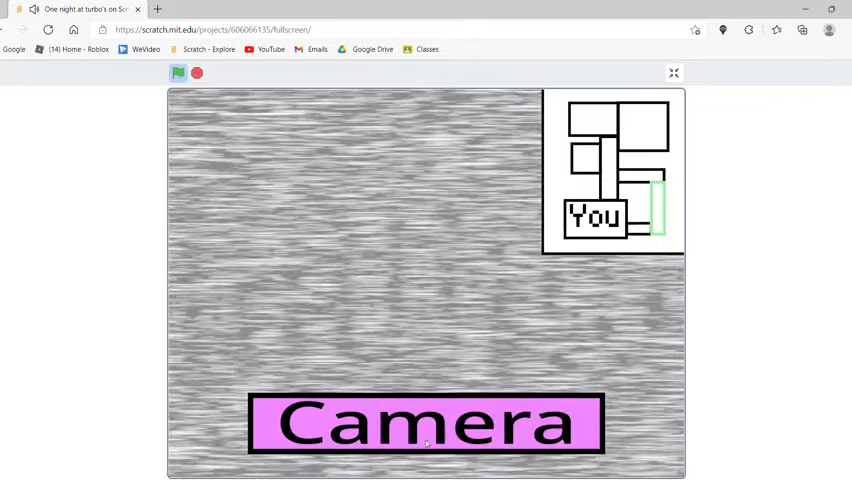 One night at turbo's on Scr
https://scratch.mit.edu/projects/606066135/fullscreen/
Google (14) Home - Roblox WeVideo Scratch - Explore YouTube Emails Google Drive Classes
You
Camera